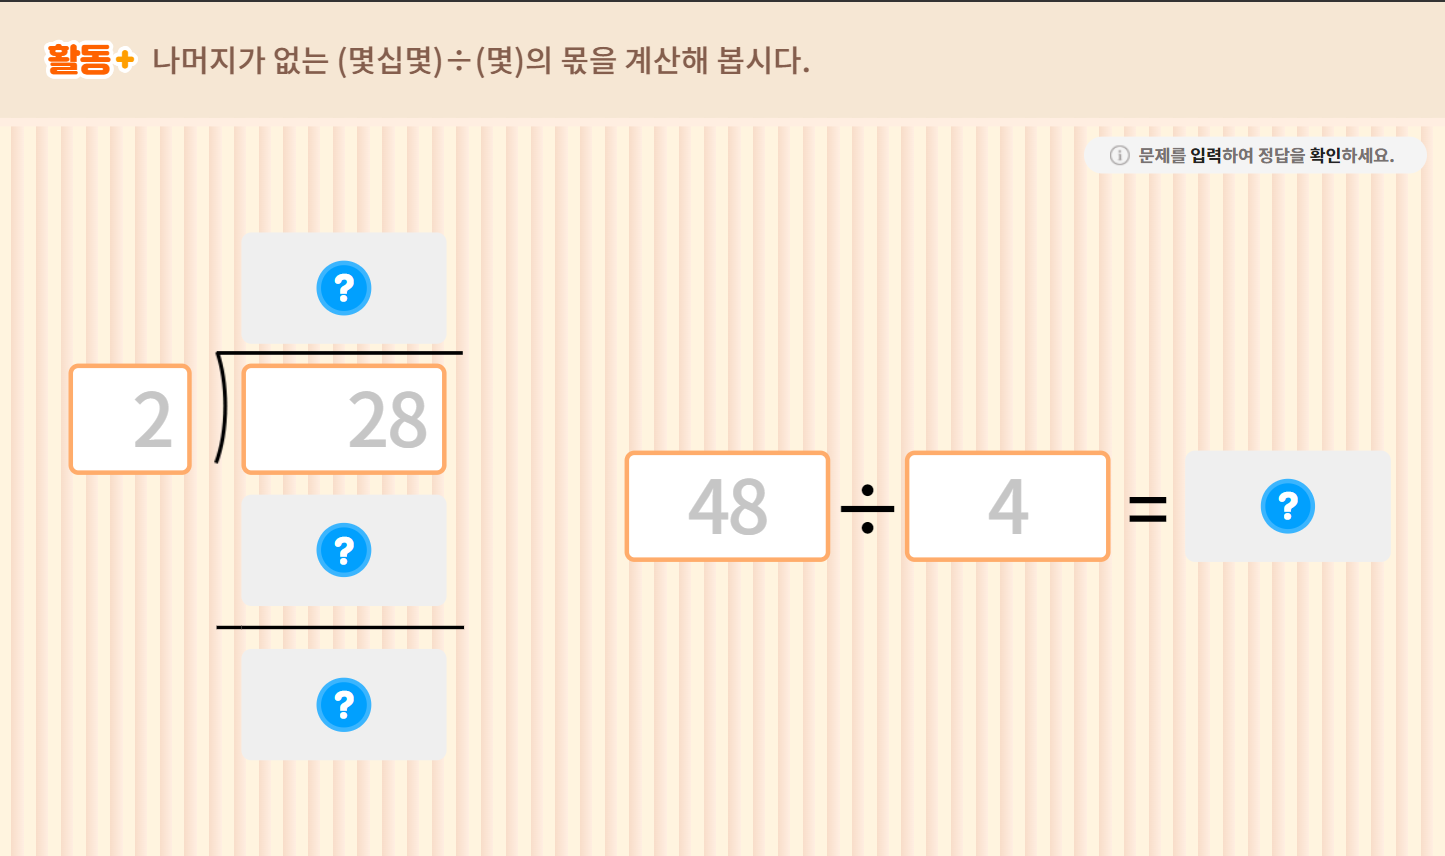 활동+ 나머지가 없는 (몇십몇)÷(몇)의 몫을 계산해 봅시다.
문제를 입력하여 정답을 확인하세요.
?
2 28
?
?
48 ÷ 4 = ?